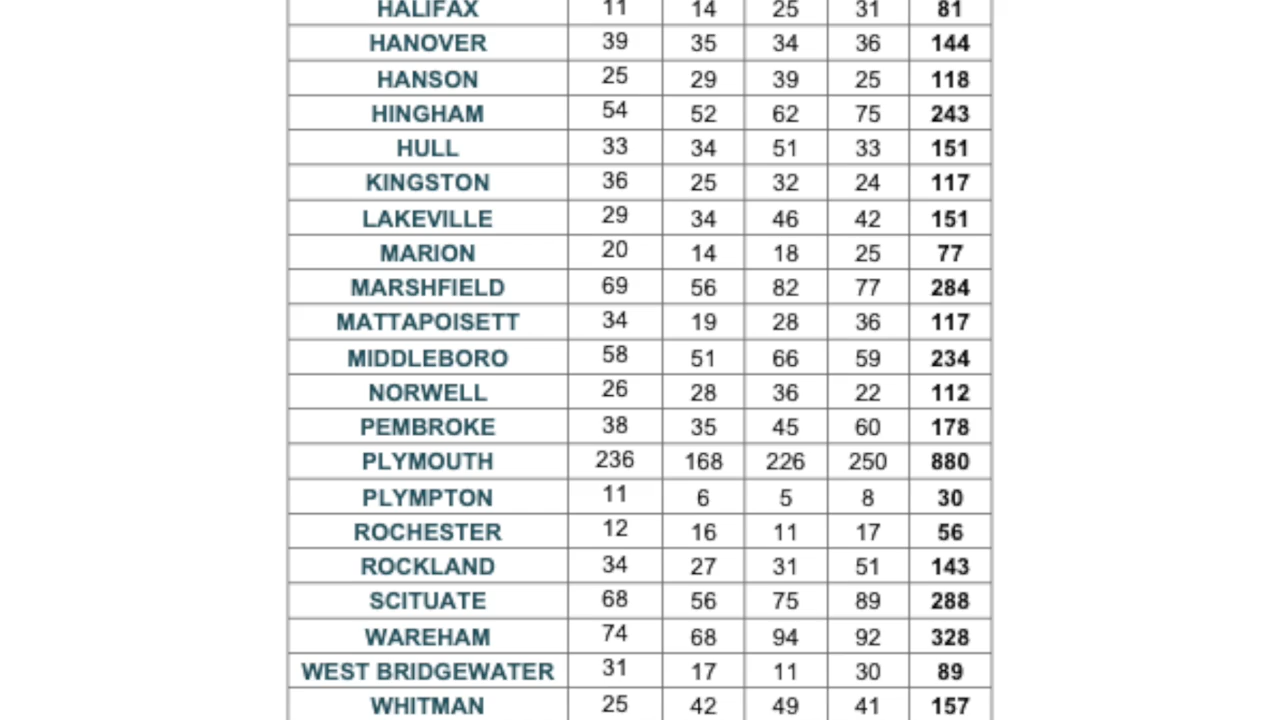 HALIFAX 11 14 25 31 81
HANOVER 39 35 34 36 144
HANSON 25 29 39 25 118
HINGHAM 54 52 62 75 243
HULL 33 34 51 33 151
KINGSTON 36 25 32 24 117
LAKEVILLE 29 34 46 42 151
MARION 20 14 18 25 77
MARSHFIELD 69 56 82 77 284
MATTAPOISETT 34 19 28 36 117
MIDDLEBORO 58 51 66 59 234
NORWELL 26 28 36 22 112
PEMBROKE 38 35 45 60 178
PLYMOUTH 236 168 226 250 880
PLYMPTON 11 6 5 8 30
ROCHESTER 12 16 11 17 56
ROCKLAND 34 27 31 51 143
SCITUATE 68 56 75 89 288
WAREHAM 74 68 94 92 328
WEST BRIDGEWATER 31 17 11 30 89
WHITMAN 25 42 49 41 157